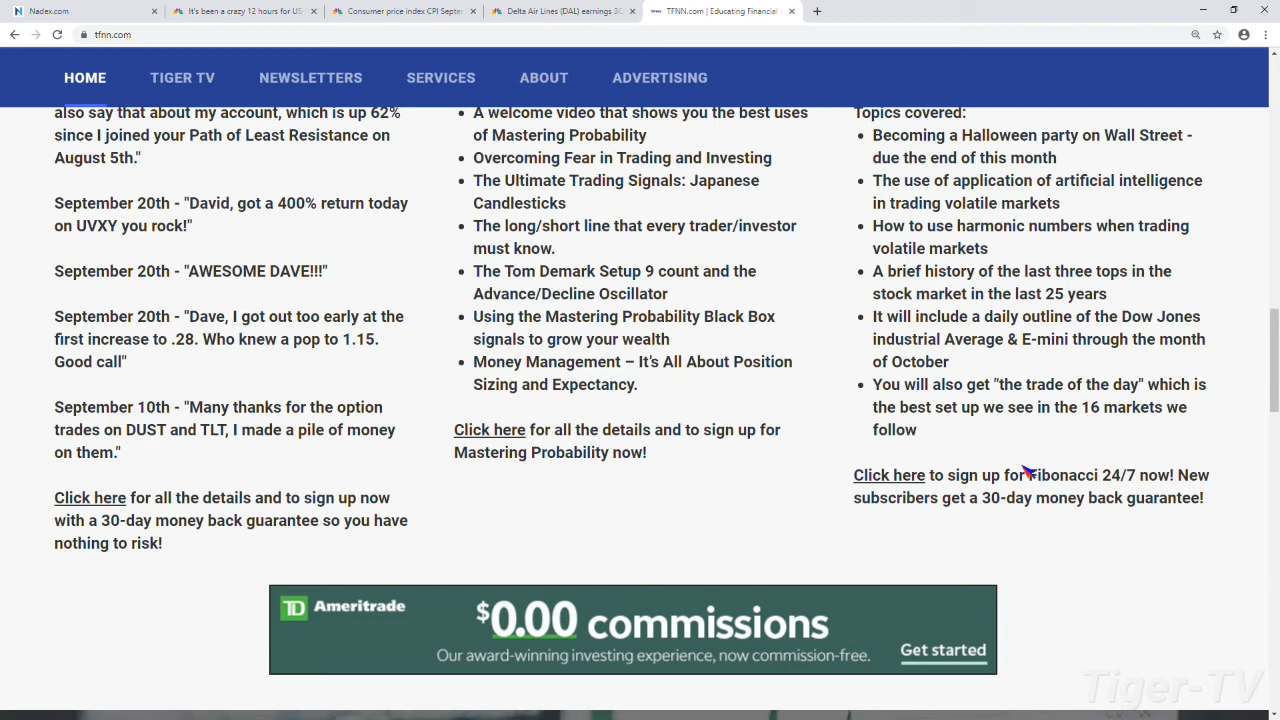 Nadex.com
It's been a crazy 12 hours for US-
Consumer price index CPI Septer
Delta Air Lines (DAL) earnings 3Q
TFNN.com | Educating Financial
tfnn.com
HOME
TIGER TV
NEWSLETTERS
SERVICES
ABOUT
ADVERTISING
also say that about my account, which is up 62%
since I joined your Path of Least Resistance on
August 5th."
September 20th - "David, got a 400% return today
on UVXY you rock!"
September 20th - "AWESOME DAVE!!!"
September 20th - "Dave, I got out too early at the
first increase to .28. Who knew a pop to 1.15.
Good call"
September 10th - "Many thanks for the option
trades on DUST and TLT, I made a pile of money
on them."
Click here for all the details and to sign up now
with a 30-day money back guarantee so you have
nothing to risk!
• A welcome video that shows you the best uses
of Mastering Probability
• Overcoming Fear in Trading and Investing
• The Ultimate Trading Signals: Japanese
Candlesticks
• The long/short line that every trader/investor
must know.
• The Tom Demark Setup 9 count and the
Advance/Decline Oscillator
• Using the Mastering Probability Black Box
signals to grow your wealth
• Money Management – It's All About Position
Sizing and Expectancy.
Click here for all the details and to sign up for
Mastering Probability now!
Topics covered:
• Becoming a Halloween party on Wall Street -
due the end of this month
• The use of application of artificial intelligence
in trading volatile markets
• How to use harmonic numbers when trading
volatile markets
• A brief history of the last three tops in the
stock market in the last 25 years
• It will include a daily outline of the Dow Jones
industrial Average & E-mini through the month
of October
• You will also get "the trade of the day" which is
the best set up we see in the 16 markets we
follow
Click here to sign up for Fibonacci 24/7 now! New
subscribers get a 30-day money back guarantee!
TD Ameritrade
$0.00 commissions
Our award-winning investing experience, now commission-free.
Get started
Tiger-TV